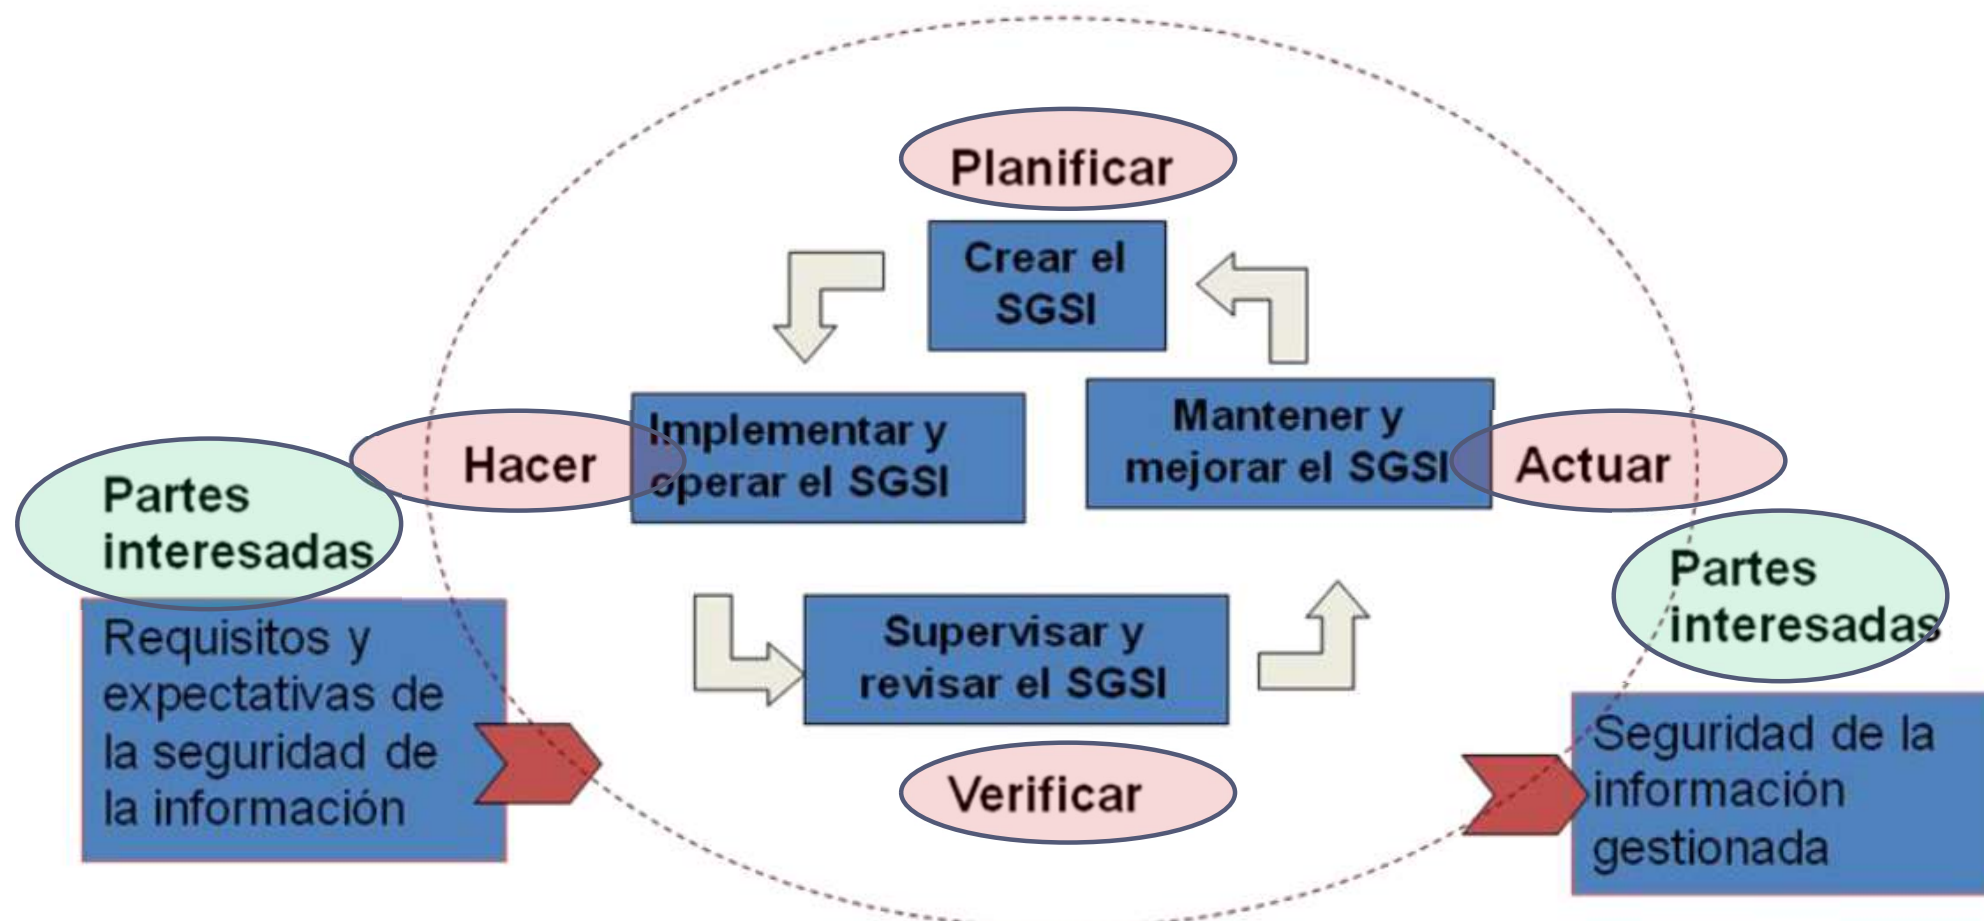 Planificar
Crear el
SGSI
Hacer
Implementar y
operar el SGSI
Mantener y
mejorar el SGSI
Actuar
Partes
interesadas
Requisitos y
expectativas de
la seguridad de
la información
Supervisar y
revisar el SGSI
Verificar
Partes
interesadas
Seguridad de la
información
gestionada